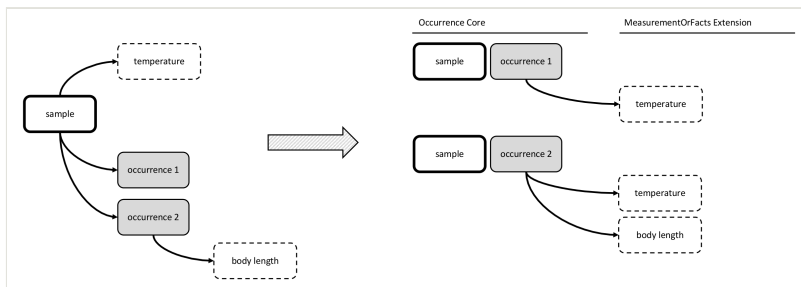 Occurrence Core
MeasurementOrFacts Extension
temperature
sample
occurrence 1
occurrence 2
body length
sample
occurrence 1
temperature
sample
occurrence 2
temperature
body length